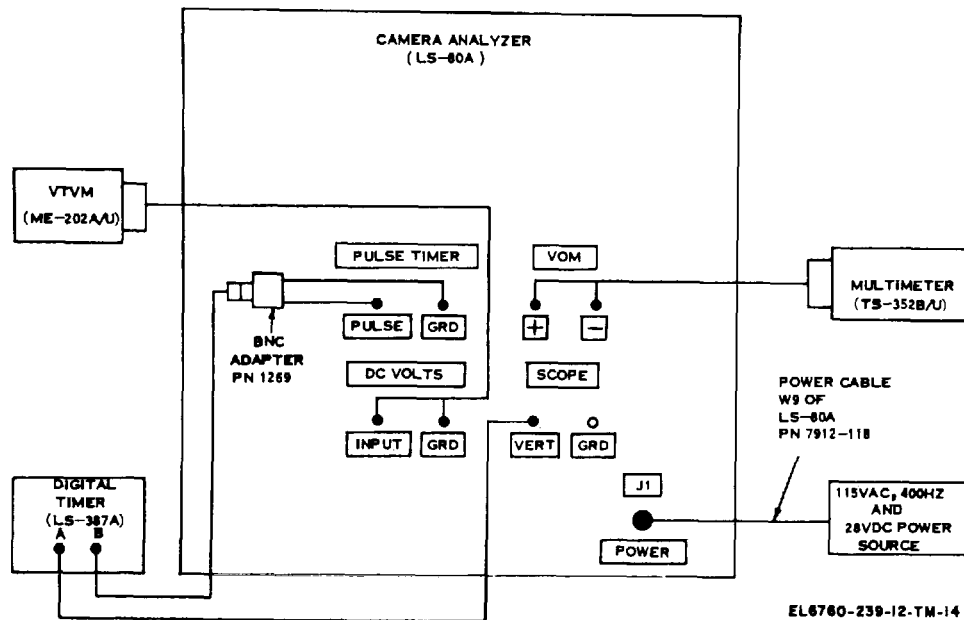 CAMERA ANALYZER
(LS-80A)
VTVM
(ME-202A/U)
PULSE TIMER
VOM
MULTIMETER
(TS-352B/U)
PULSE
GRD
+
-
BNC
ADAPTER
PN 1269
DC VOLTS
SCOPE
POWER CABLE
W9 OF
LS-80A
PN 7912-118
INPUT
GRD
VERT
GRD
DIGITAL
TIMER
(LS-387A)
A B
J1
115VAC, 400HZ
AND
28VDC POWER
SOURCE
POWER
EL6760-239-12-TM-14